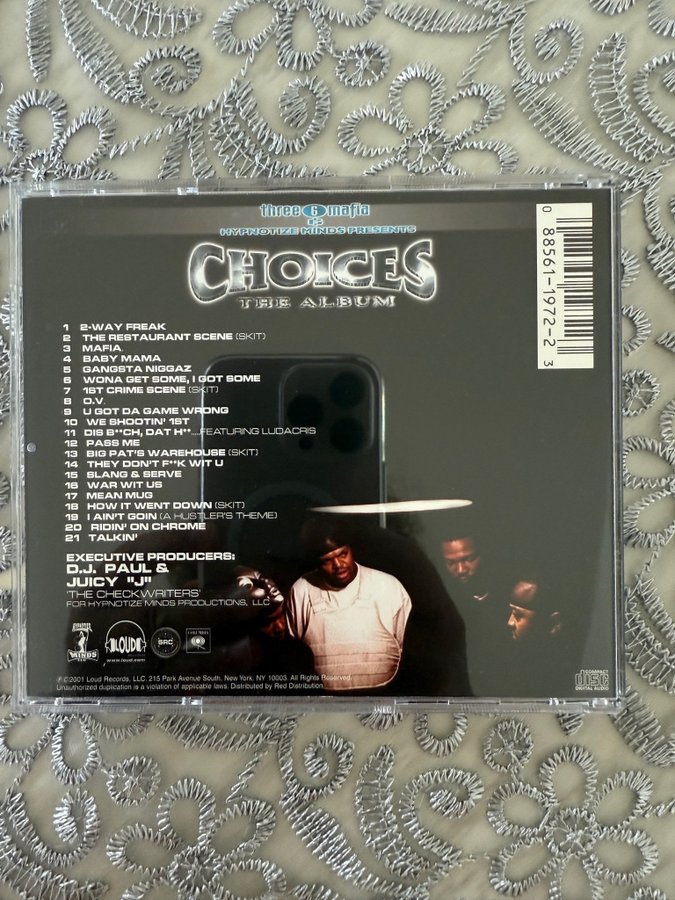 three 6 mafia
&
HYPNOTIZE MINDS PRESENTS
CHOICES
THE ALBUM
0 88561-1972-2 3
1 2-WAY FREAK
2 THE RESTAURANT SCENE (SKIT)
3 MAFIA
4 BABY MAMA
5 GANGSTA NIGGAZ
6 WONA GET SOME, I GOT SOME
7 1ST CRIME SCENE (SKIT)
8 O.V.
9 U GOT DA GAME WRONG
10 WE SHOOTIN' 1ST
11 DIS B**CH, DAT H**....FEATURING LUDACRIS
12 PASS ME
13 BIG PAT'S WAREHOUSE (SKIT)
14 THEY DON'T F**K WIT U
15 SLANG & SERVE
16 WAR WIT US
17 MEAN MUG
18 HOW IT WENT DOWN (SKIT)
19 I AIN'T GOIN (A HUSTLER'S THEME)
20 RIDIN' ON CHROME
21 TALKIN'
EXECUTIVE PRODUCERS:
D.J. PAUL &
JUICY "J"
'THE CHECKWRITERS'
FOR HYPNOTIZE MINDS PRODUCTIONS, LLC
MINDS
LOUD
www.loud.com
SRC
COLUMBIA
℗©2001 Loud Records, LLC. 215 Park Avenue South, New York, NY 10003. All Rights Reserved.
Unauthorized duplication is a violation of applicable laws. Distributed by Red Distribution
COMPACT
disc
DIGITAL AUDIO